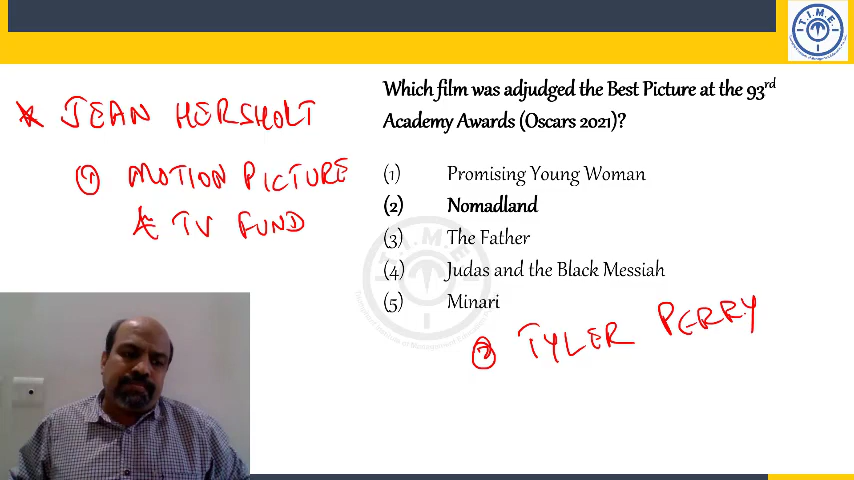 T.I.M.E.
Which film was adjudged the Best Picture at the 93rd
Academy Awards (Oscars 2021)?
* JEAN HERSHOLT
① MOTION PICTURE
& TV FUND
(1) Promising Young Woman
(2) Nomadland
(3) The Father
(4) Judas and the Black Messiah
(5) Minari
② TYLER PERRY